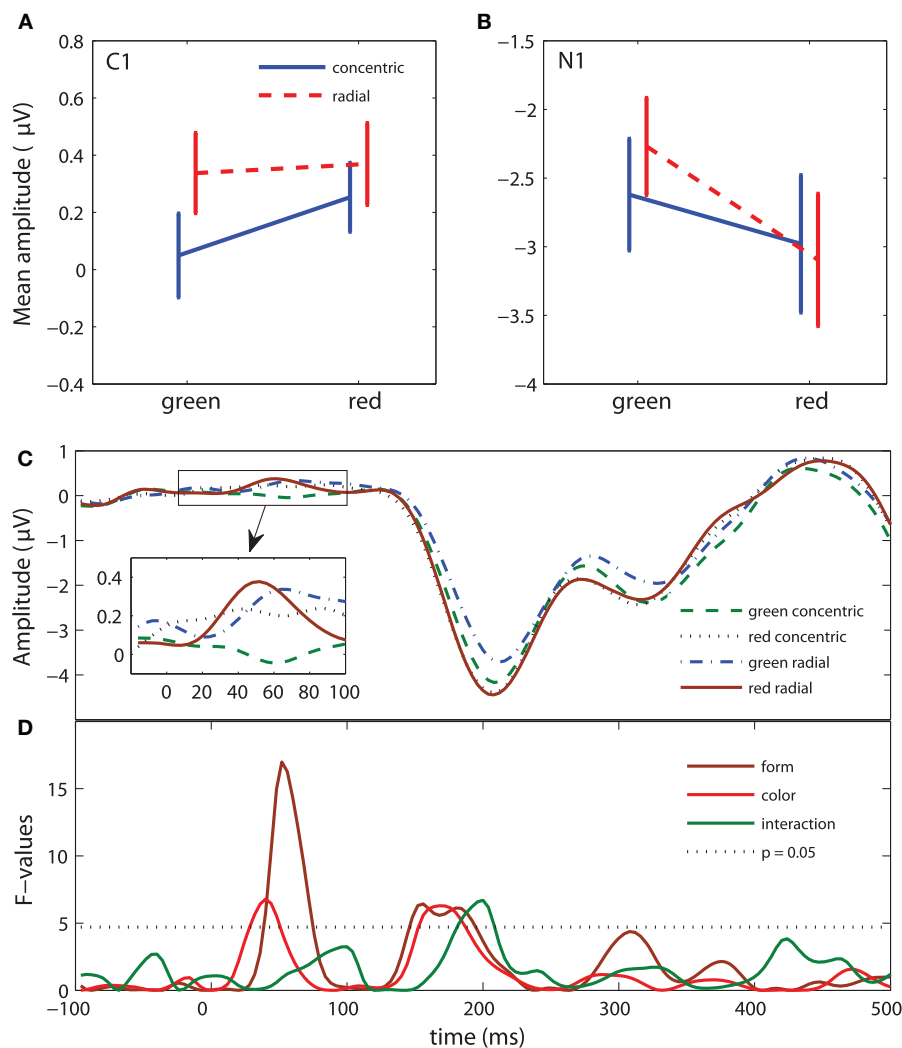 A
B
C1
concentric
radial
Mean amplitude ( μV)
0.8
0.6
0.4
0.2
0
−0.2
−0.4
green
red
N1
−1.5
−2
−2.5
−3
−3.5
−4
green
red
C
Amplitude (μV)
1
0
−1
−2
−3
−4
0.4
0.2
0
0 20 40 60 80 100
green concentric
red concentric
green radial
red radial
D
F−values
15
10
5
0
form
color
interaction
p = 0.05
−100 0 100 200 300 400 500
time (ms)